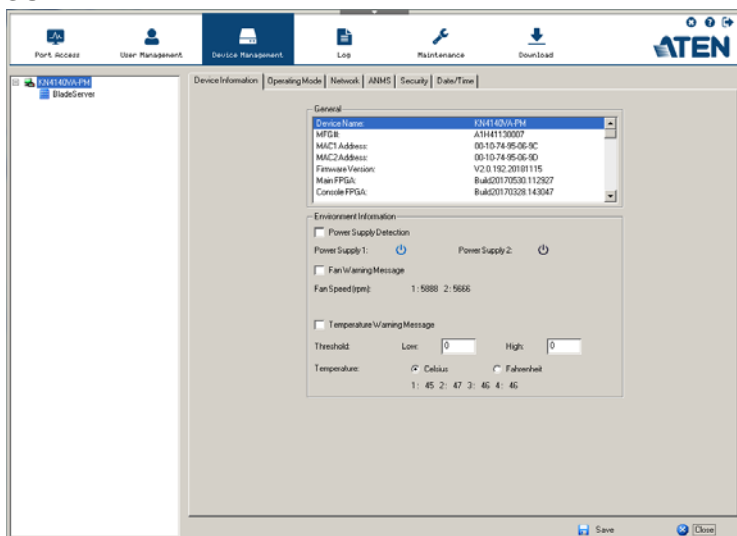 Port Access User Management Device Management Log Maintenance Download ATEN
KN4140VA-PM
BladeServer
Device Information Operating Mode Network ANMS Security Date/Time
General
Device Name: KN4140VA-PM
MFG#: A1H41130007
MAC1 Address: 00-10-74-95-06-9C
MAC2 Address: 00-10-74-95-06-9D
Firmware Version: V2.0.192.20181115
Main FPGA: Build20170530.112927
Console FPGA: Build20170328.143047
Environment Information
Power Supply Detection
Power Supply 1: Power Supply 2:
Fan Warning Message
Fan Speed (rpm): 1: 5888 2: 5666
Temperature Warning Message
Threshold: Low: 0 High: 0
Temperature: Celsius Fahrenheit
1: 45 2: 47 3: 46 4: 46
Save Close